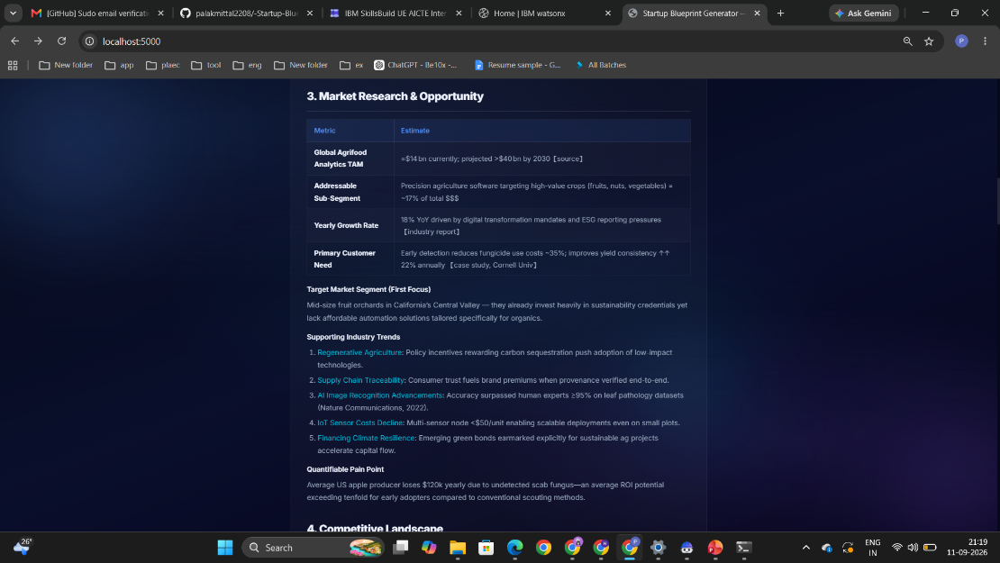 [GitHub] Sudo email verificati
palakmittal2208/-Startup-Blu
IBM SkillsBuild UE AICTE Inter
Home | IBM watsonx
Startup Blueprint Generator –
Ask Gemini
localhost:5000
P
New folder
app
plaec
tool
eng
New folder
ex
ChatGPT - Be10x -...
Resume sample - G...
All Batches
3. Market Research & Opportunity
Metric Estimate
Global Agrifood
Analytics TAM
≈$14 bn currently; projected >$40 bn by 2030 【source】
Addressable
Sub-Segment
Precision agriculture software targeting high-value crops (fruits, nuts, vegetables) =
~17% of total $$$
Yearly Growth Rate
18% YoY driven by digital transformation mandates and ESG reporting pressures
【industry report】
Primary Customer
Need
Early detection reduces fungicide use costs ~35%; improves yield consistency ↑↑
22% annually 【case study, Cornell Univ】
Target Market Segment (First Focus)
Mid-size fruit orchards in California's Central Valley — they already invest heavily in sustainability credentials yet
lack affordable automation solutions tailored specifically for organics.
Supporting Industry Trends
1. Regenerative Agriculture: Policy incentives rewarding carbon sequestration push adoption of low-impact
technologies.
2. Supply Chain Traceability: Consumer trust fuels brand premiums when provenance verified end-to-end.
3. AI Image Recognition Advancements: Accuracy surpassed human experts ≥95% on leaf pathology datasets
(Nature Communications, 2022).
4. IoT Sensor Costs Decline: Multi-sensor node <$50/unit enabling scalable deployments even on small plots.
5. Financing Climate Resilience: Emerging green bonds earmarked explicitly for sustainable ag projects
accelerate capital flow.
Quantifiable Pain Point
Average US apple producer loses $120k yearly due to undetected scab fungus—an average ROI potential
exceeding tenfold for early adopters compared to conventional scouting methods.
4. Competitive Landscape
26°
Search
ENG
IN
21:19
11-09-2026